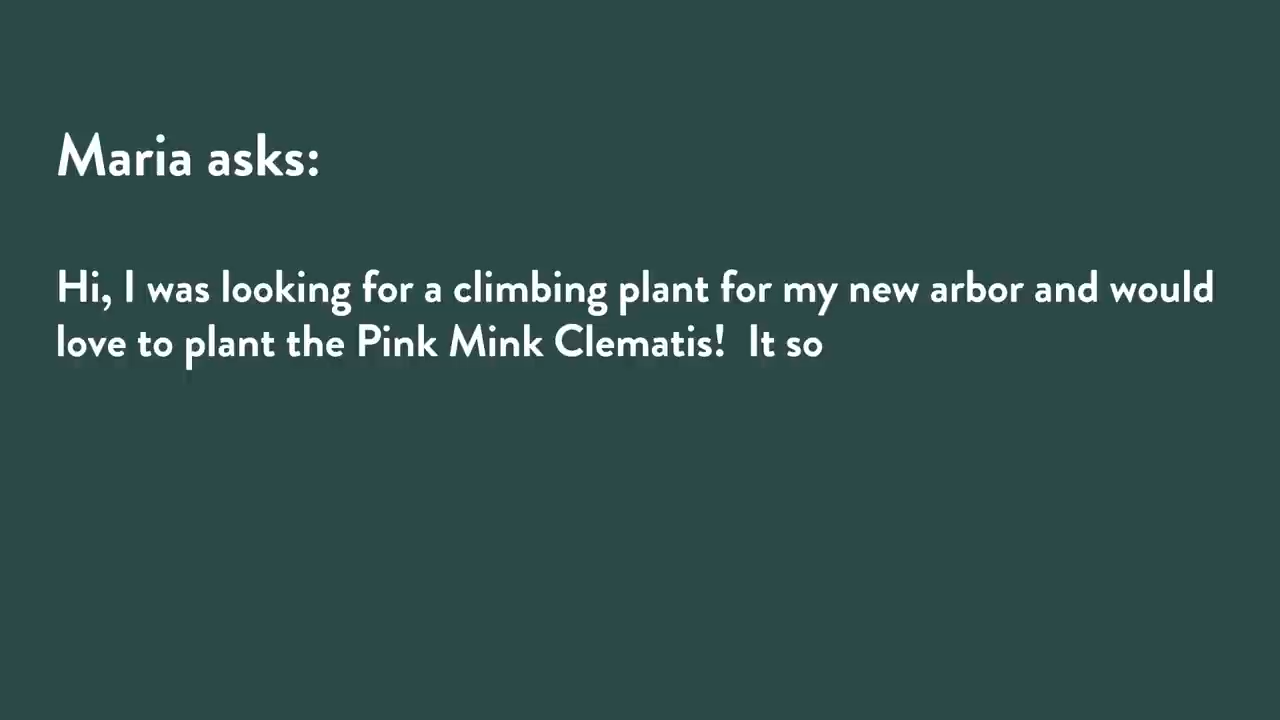 Maria asks:
Hi, I was looking for a climbing plant for my new arbor and would
love to plant the Pink Mink Clematis!  It so